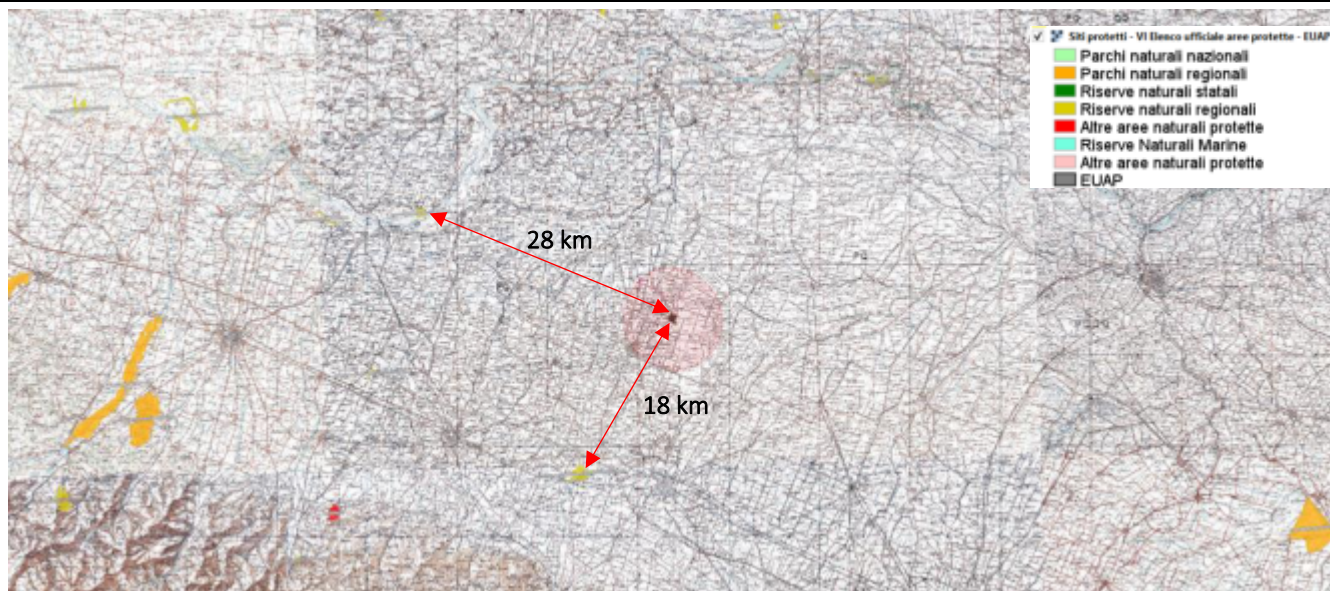 Siti protetti - VI Elenco ufficiale aree protette - EUAP
Parchi naturali nazionali
Parchi naturali regionali
Riserve naturali statali
Riserve naturali regionali
Altre aree naturali protette
Riserve Naturali Marine
Altre aree naturali protette
EUAP
28 km
18 km